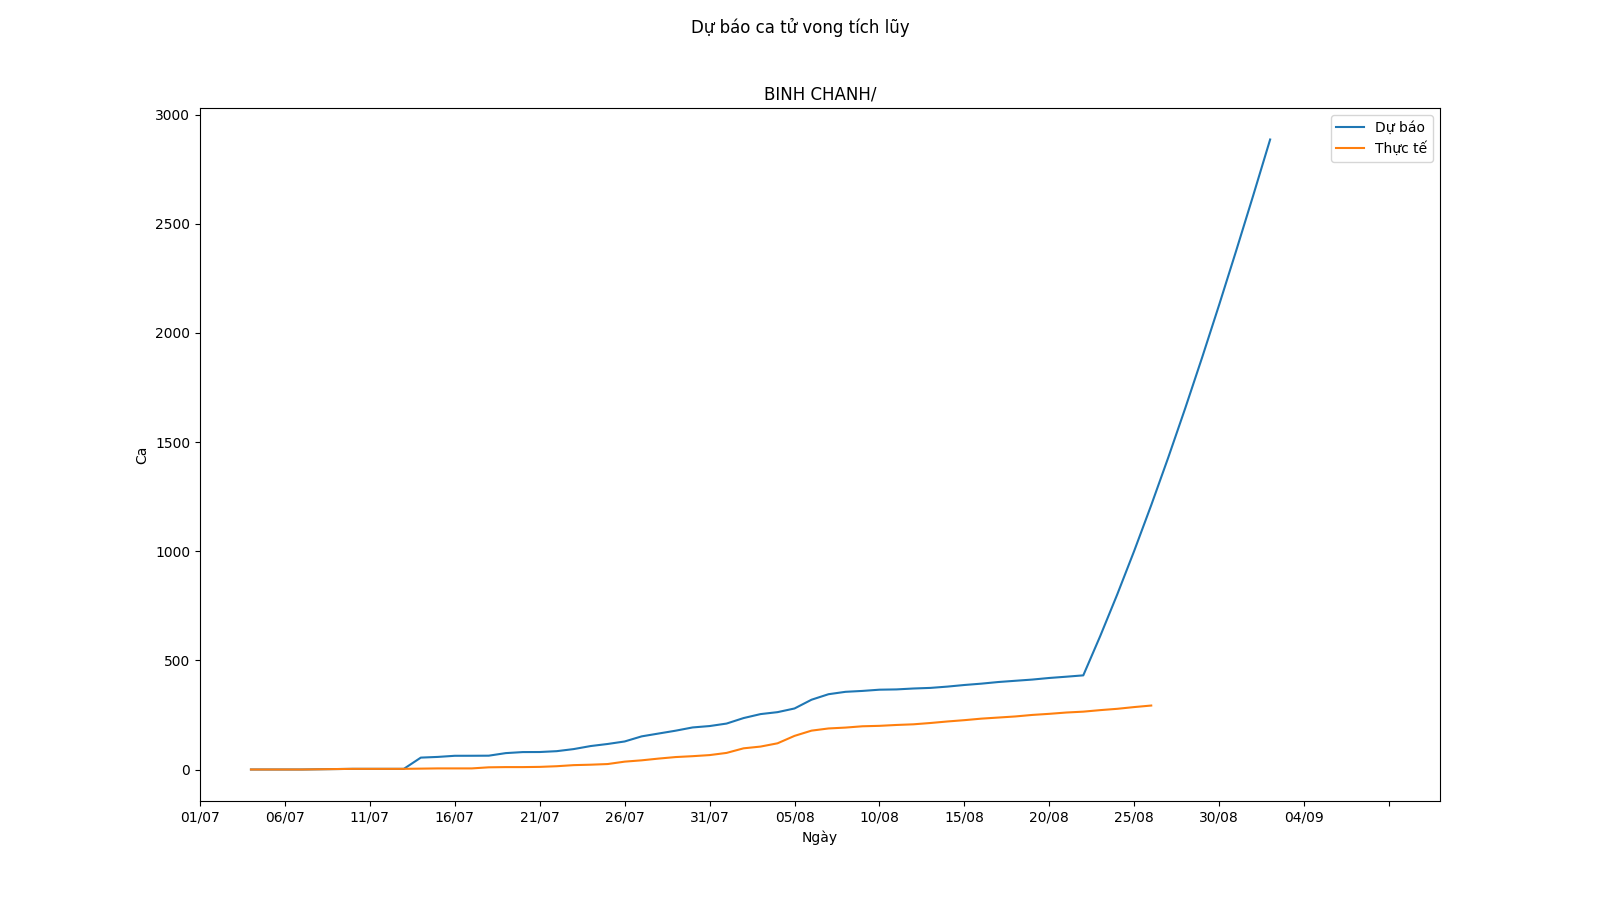 Dự báo ca tử vong tích lũy
BINH CHANH/
3000
2500
2000
1500
1000
500
0
Ca
Dự báo
Thực tế
01/07 06/07 11/07 16/07 21/07 26/07 31/07 05/08 10/08 15/08 20/08 25/08 30/08 04/09
Ngày